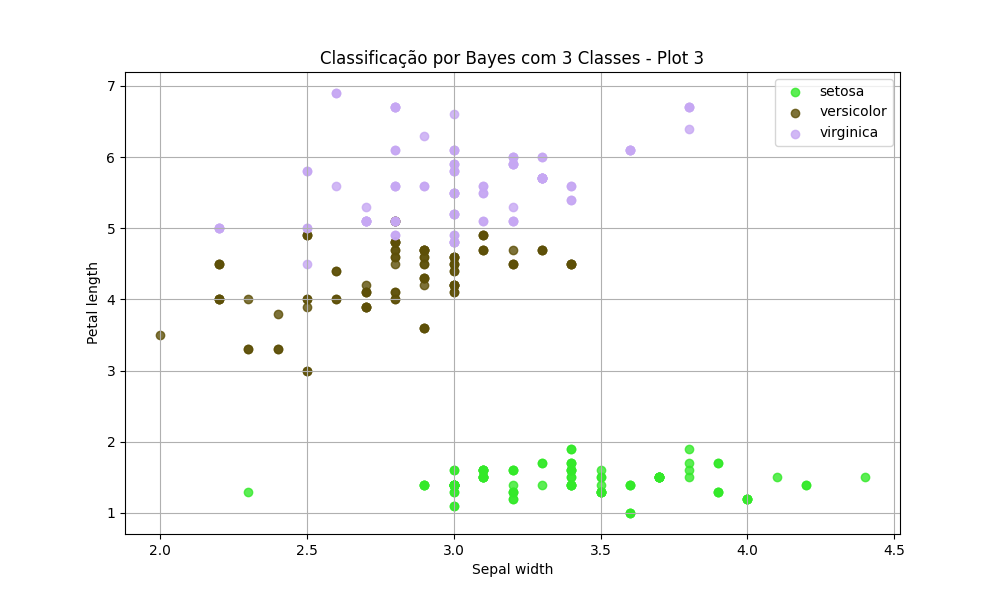 Classificação por Bayes com 3 Classes - Plot 3
setosa
versicolor
virginica
7
6
5
4
3
2
1
Petal length
2.0 2.5 3.0 3.5 4.0 4.5
Sepal width